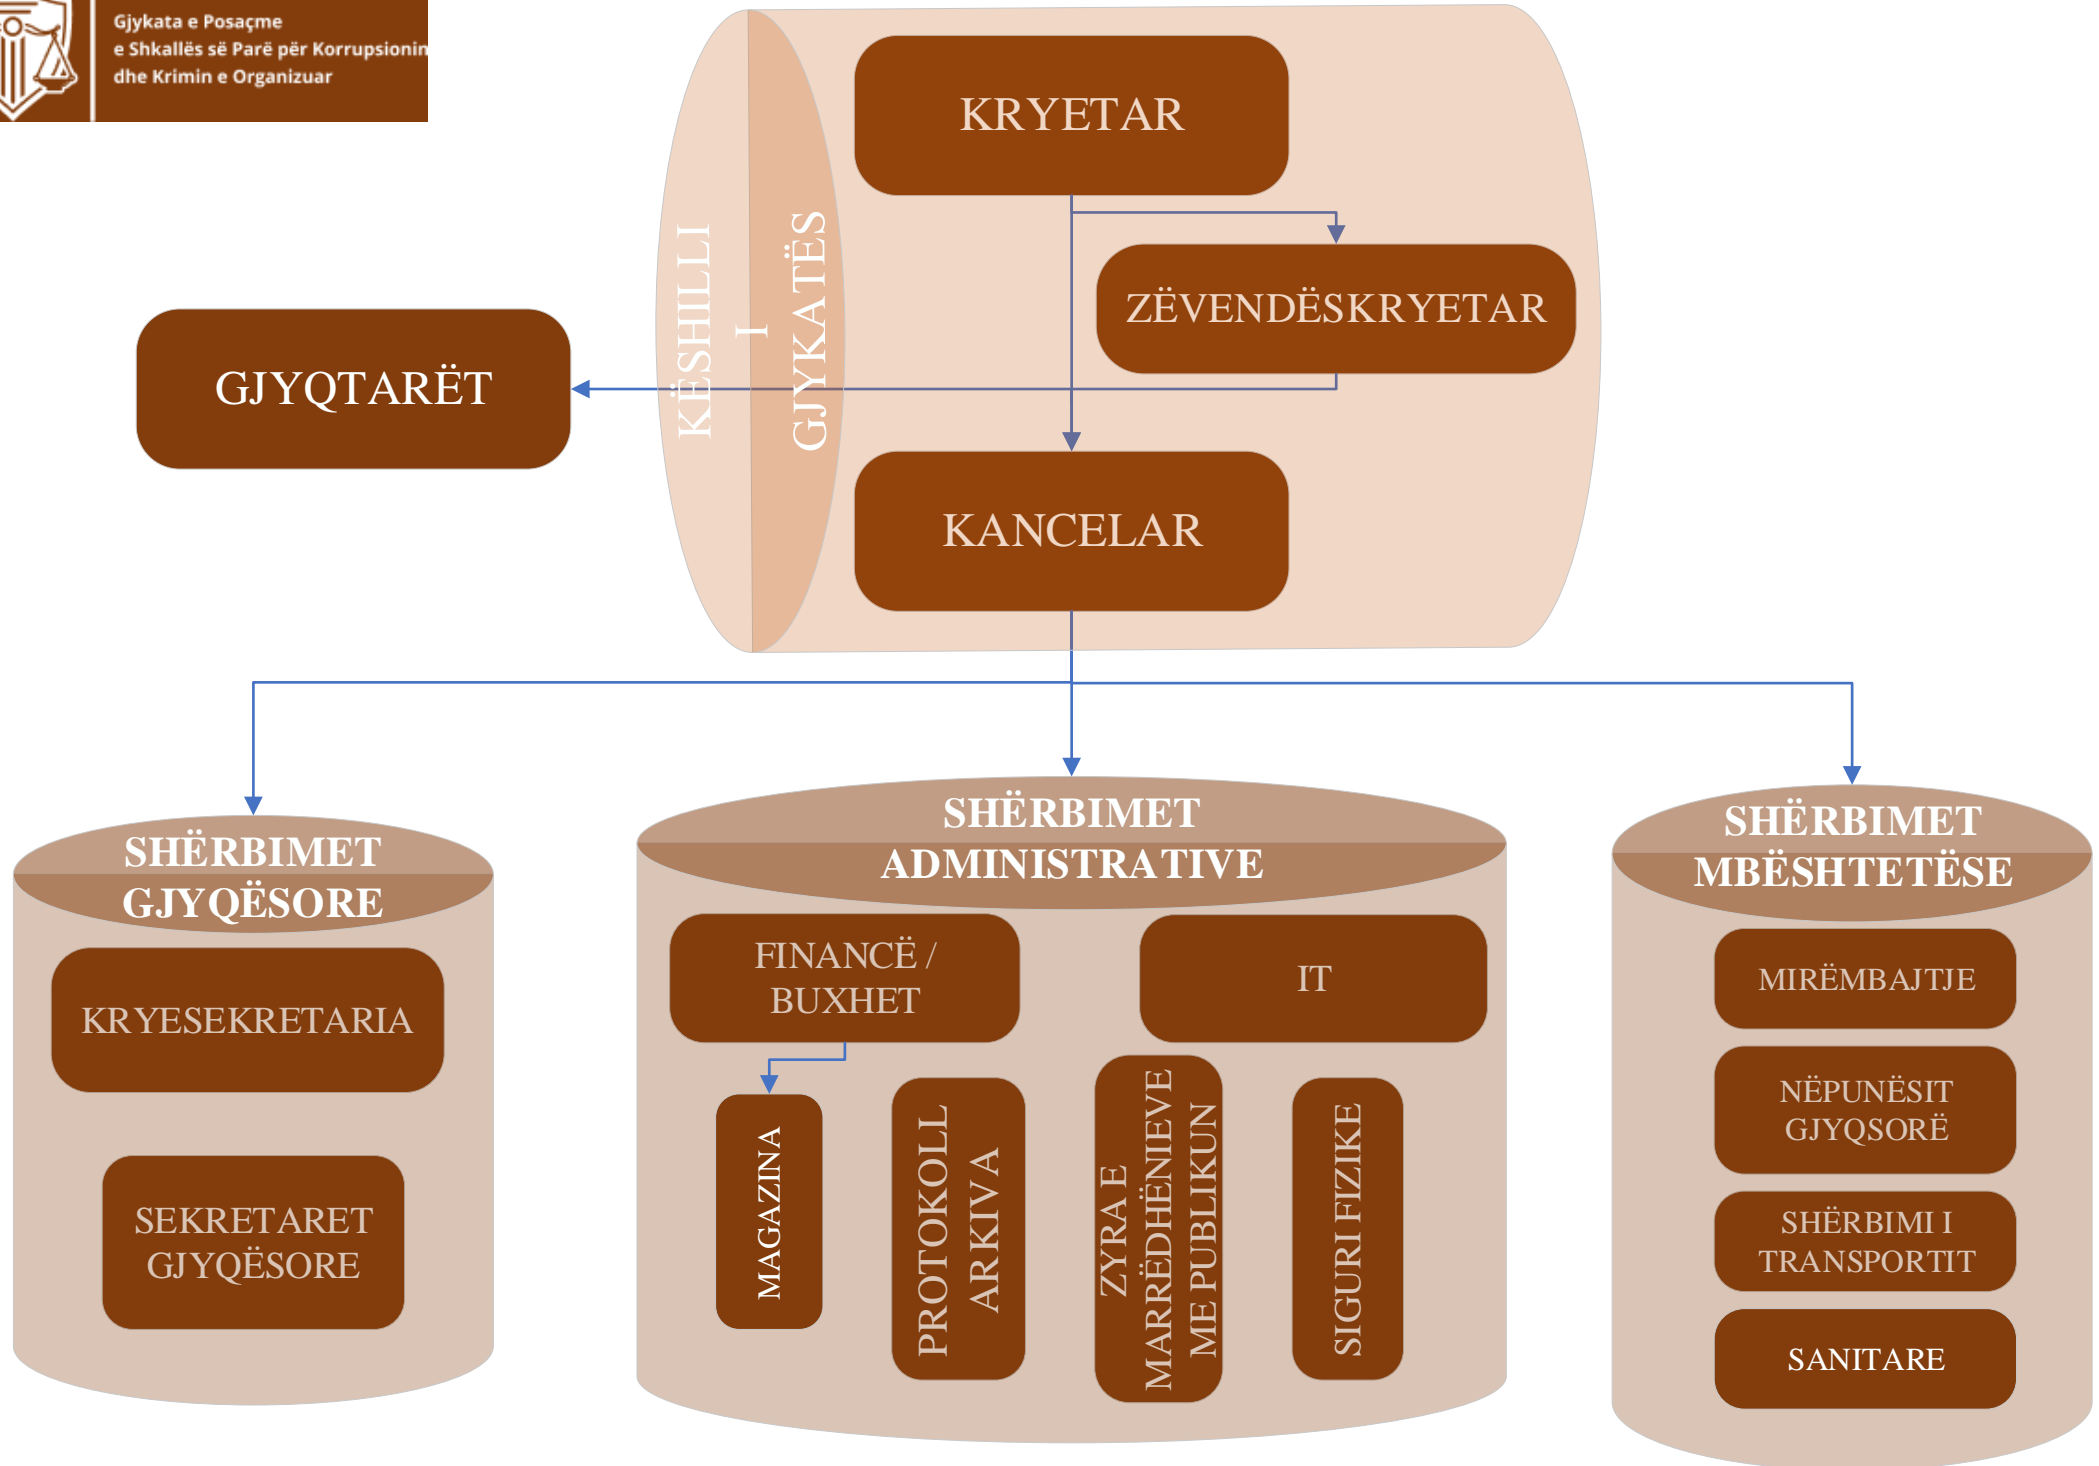 Gjykata e Posaçme
e Shkallës së Parë për Korrupsionin
dhe Krimin e Organizuar
KRYETAR
ZËVENDËSKRYETAR
KËSHILLI
I
GJYKATËS
GJYQTARËT
KANCELAR
SHËRBIMET
GJYQËSORE
KRYESEKRETARIA
SEKRETARET
GJYQËSORE
SHËRBIMET
ADMINISTRATIVE
FINANCË /
BUXHET
IT
MAGAZINA
PROTOKOLL
ARKIVA
ZYRA E
MARRËDHËNIEVE
ME PUBLIKUN
SIGURI FIZIKE
SHËRBIMET
MBËSHTETËSE
MIRËMBAJTJE
NËPUNËSIT
GJYQSORË
SHËRBIMI I
TRANSPORTIT
SANITARE